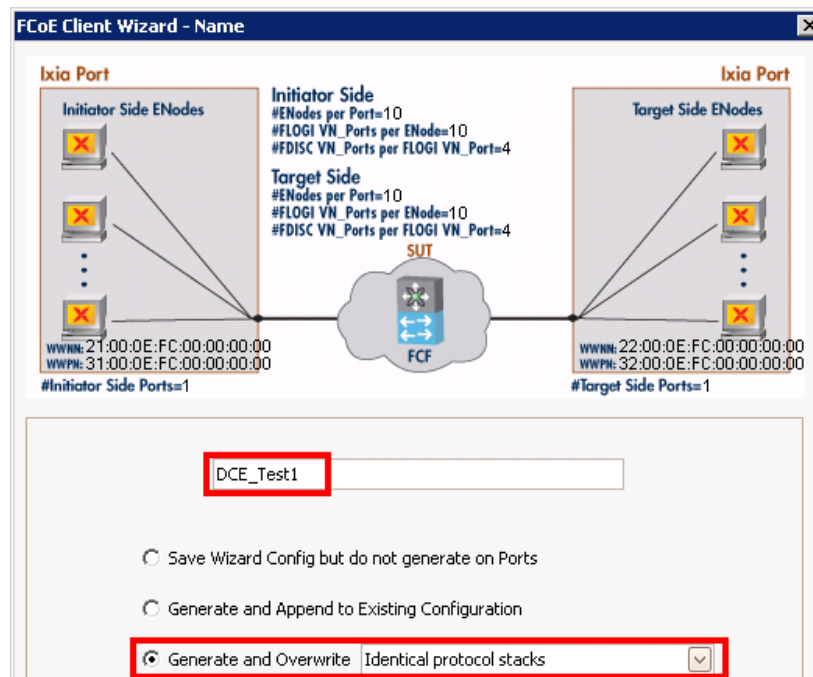 FCoE Client Wizard - Name
Ixia Port
Ixia Port
Initiator Side ENodes
Initiator Side
#ENodes per Port=10
#FLOGI VN_Ports per ENode=10
#FDISC VN_Ports per FLOGI VN_Port=4
Target Side
#ENodes per Port=10
#FLOGI VN_Ports per ENode=10
#FDISC VN_Ports per FLOGI VN_Port=4
Target Side ENodes
SUT
FCF
WWNN: 21:00:0E:FC:00:00:00:00
WWPN: 31:00:0E:FC:00:00:00:00
WWNN: 22:00:0E:FC:00:00:00:00
WWPN: 32:00:0E:FC:00:00:00:00
#Initiator Side Ports=1
#Target Side Ports=1
DCE_Test1
Save Wizard Config but do not generate on Ports
Generate and Append to Existing Configuration
Generate and Overwrite Identical protocol stacks